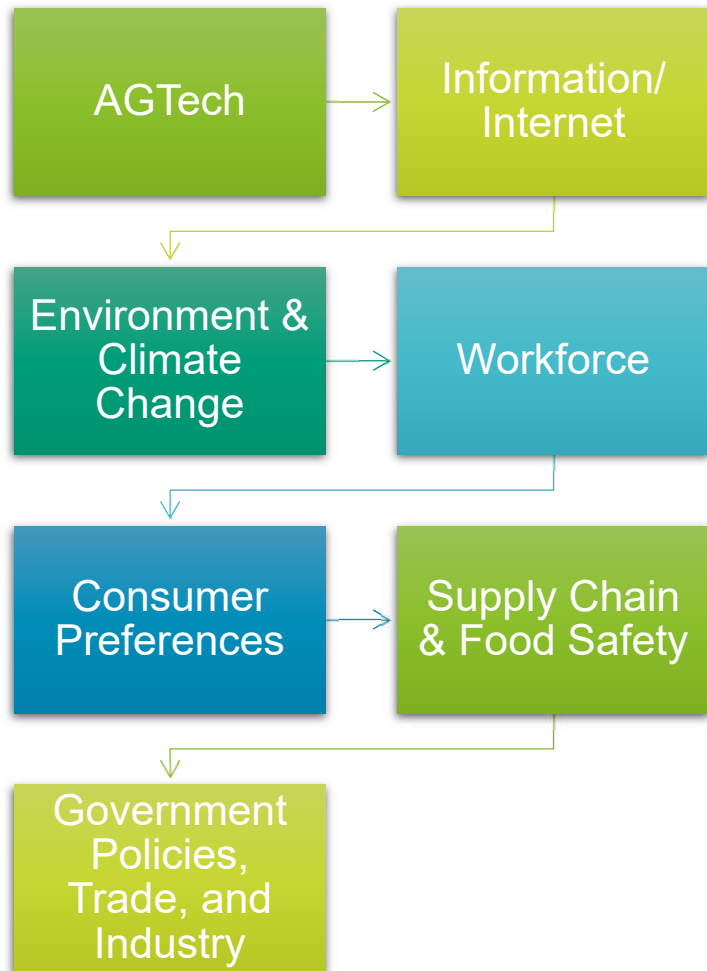 AGTech
Information/
Internet
Environment &
Climate
Change
Workforce
Consumer
Preferences
Supply Chain
& Food Safety
Government
Policies,
Trade, and
Industry